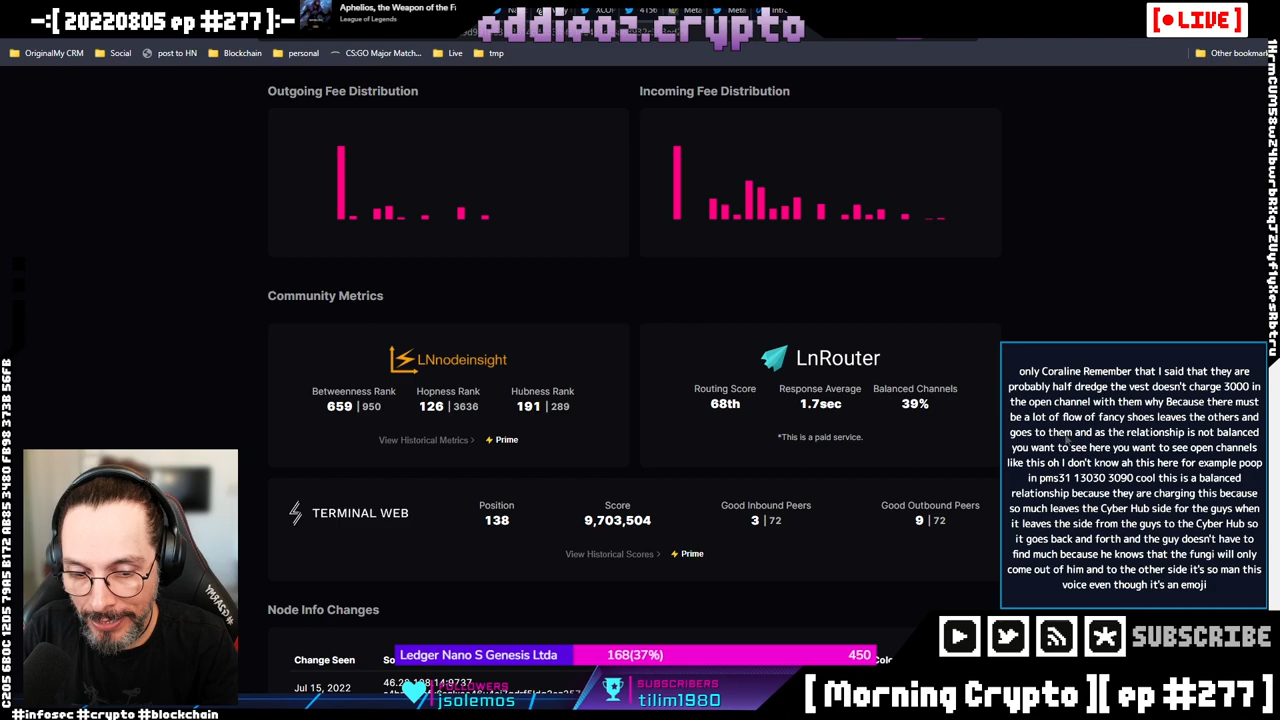 -:[ 20220805 ep #277 ]:-
Aphelios, the Weapon of the F
League of Legends
eddieoz.crypto
[ • LIVE ]
OriginalMy CRM
Social
post to HN
Blotckchain
personal
CS:GO Major Match...
Live
tmp
Other bookmar
Outgoing Fee Distribution
Incoming Fee Distribution
Community Metrics
LNnodeinsight
Betweenness Rank
Hopness Rank
Hubness Rank
659 | 950
126 | 3636
191 | 289
View Historical Metrics >
Prime
LnRouter
Routing Score
Response Average
Balanced Channels
68th
1.7sec
39%
*This is a paid service.
TERMINAL WEB
Position
Score
Good Inbound Peers
Good Outbound Peers
138
9,703,504
3 | 72
9 | 72
View Historical Scores >
Prime
Node Info Changes
Change Seen
Jul 15, 2022
only Coraline Remember that I said that they are
probably half dredge the vest doesn't charge 3000 in
the open channel with them why Because there must
be a lot of flow of fancy shoes leaves the others and
goes to them and as the relationship is not balanced
you want to see here you want to see open channels
like this oh I don't know ah this here for example poop
in pms31 13030 3090 cool this is a balanced
relationship because they are charging this because
so much leaves the Cyber Hub side for the guys when
it leaves the side from the guys to the Cyber Hub so
it goes back and forth and the guy doesn't have to
find much because he knows that the fungi will only
come out of him and to the other side it's so man this
voice even though it's an emoji
Ledger Nano S Genesis Ltda
168(37%)
450
FOLLOWERS
jsolemos
SUBSCRIBERS
tilim1980
SUBSCRIBE
[ Morning Crypto ][ ep #277 ]
#infosec #crypto #blockchain